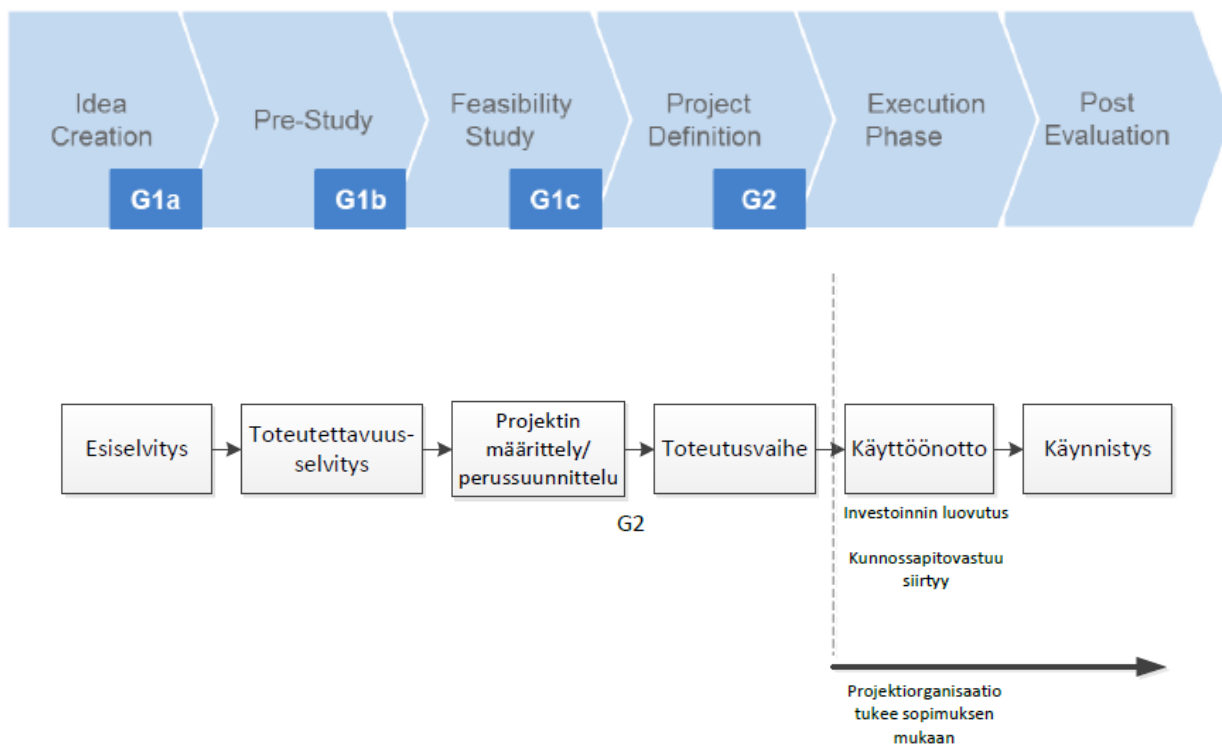 Idea
Creation
Pre-Study
Feasibility
Study
Project
Definition
Execution
Phase
Post
Evaluation
G1a
G1b
G1c
G2
Esiselvitys
Toteutettavuus-
selvitys
Projektin
määrittely/
perussuunnittelu
Toteutusvaihe
Käyttöönotto
Käynnistys
G2
Investoinnin luovutus
Kunnossapitovastuu
siirtyy
Projektiorganisaatio
tukee sopimuksen
mukaan